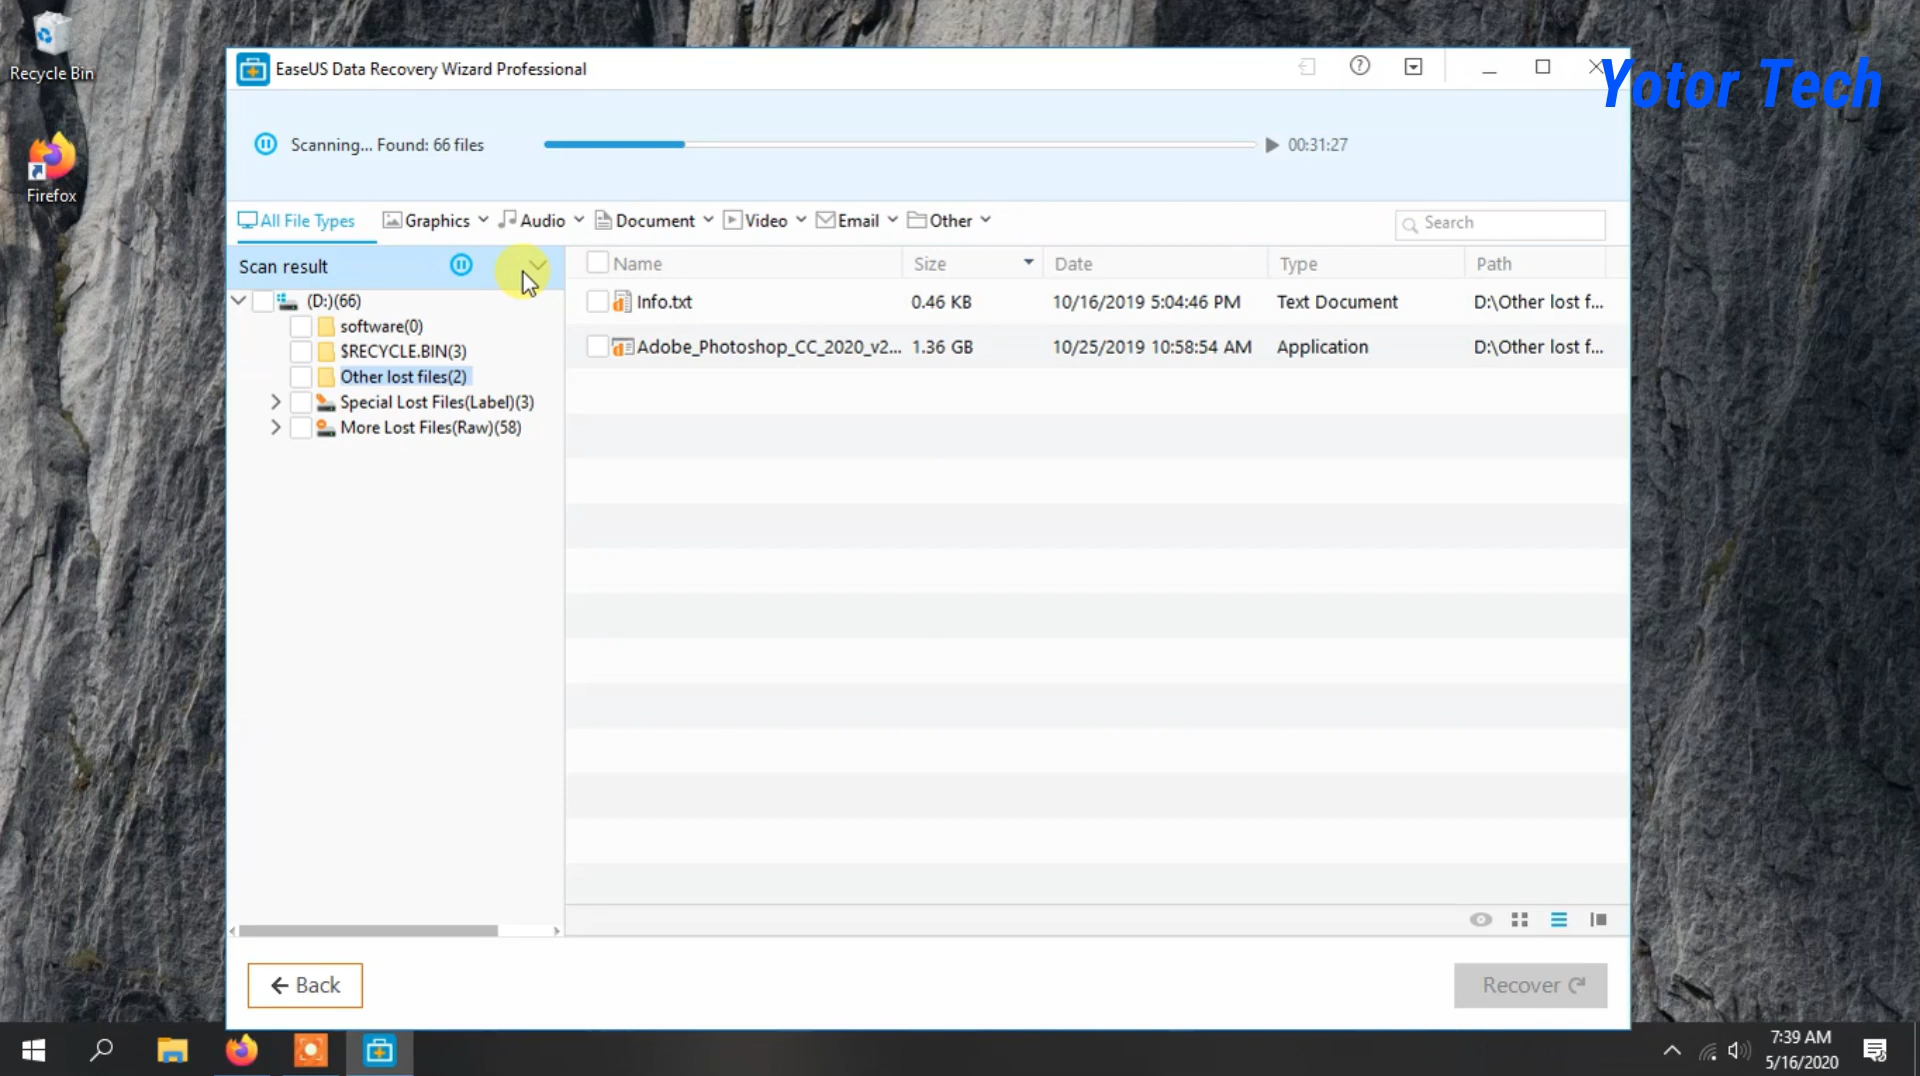 Recycle Bin
Firefox
EaseUS Data Recovery Wizard Professional
Yotor Tech
Scanning... Found: 66 files
00:31:27
All File Types Graphics Audio Document Video Email Other
Search
Scan result
Name Size Date Type Path
(D:)(66)
Info.txt 0.46 KB 10/16/2019 5:04:46 PM Text Document D:\Other lost f...
software(0)
$RECYCLE.BIN(3)
Adobe_Photoshop_CC_2020_v2... 1.36 GB 10/25/2019 10:58:54 AM Application D:\Other lost f...
Other lost files(2)
Special Lost Files(Label)(3)
More Lost Files(Raw)(58)
Back
Recover
7:39 AM
5/16/2020